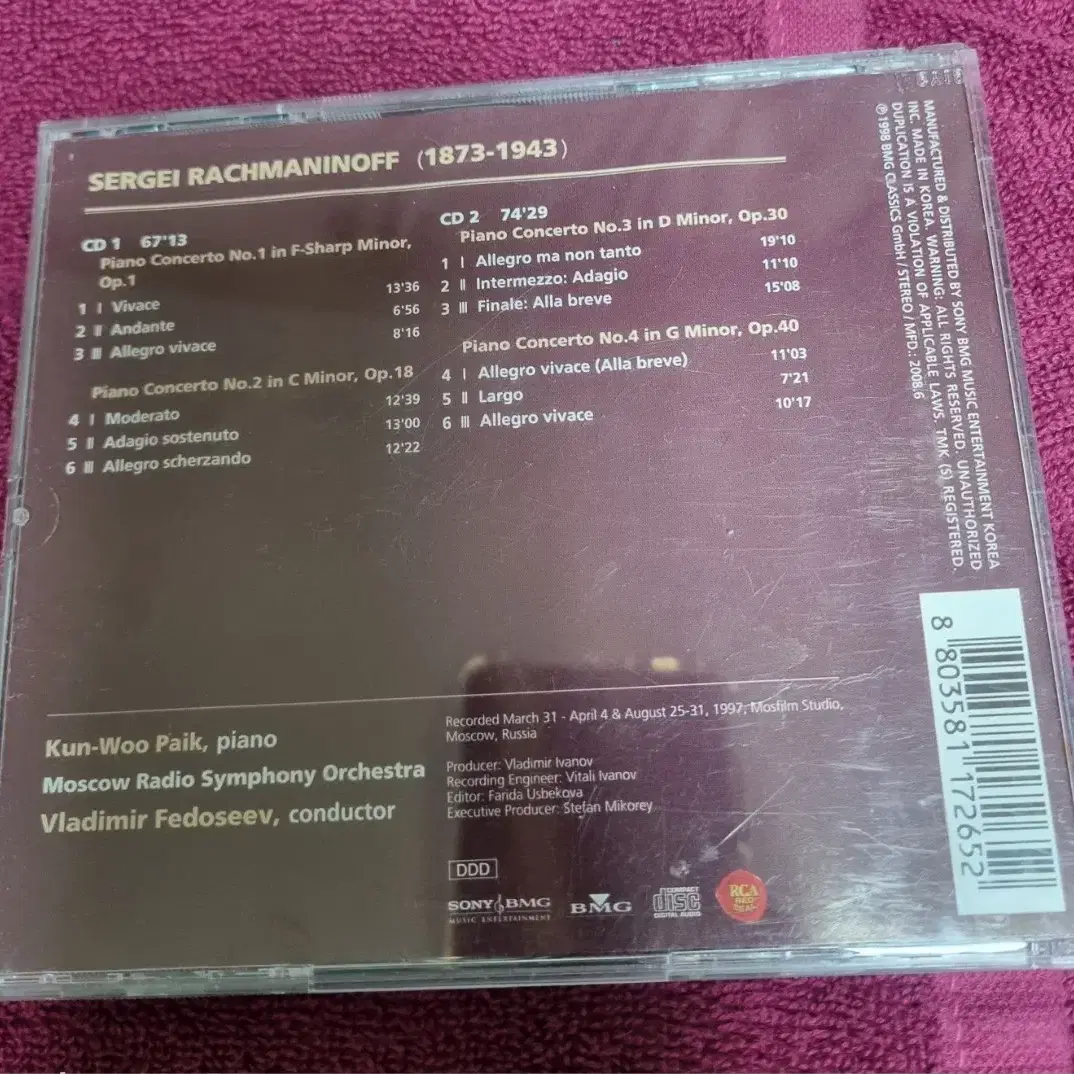 SERGEI RACHMANINOFF (1873-1943)
CD 1 67'13
Piano Concerto No.1 in F-Sharp Minor,
Op.1
1 I Vivace 13'36
2 II Andante 6'56
3 III Allegro vivace 8'16
Piano Concerto No.2 in C Minor, Op.18
4 I Moderato 12'39
5 II Adagio sostenuto 13'00
6 III Allegro scherzando 12'22
CD 2 74'29
Piano Concerto No.3 in D Minor, Op.30
1 I Allegro ma non tanto 19'10
2 II Intermezzo: Adagio 11'10
3 III Finale: Alla breve 15'08
Piano Concerto No.4 in G Minor, Op.40
4 I Allegro vivace (Alla breve) 11'03
5 II Largo 7'21
6 III Allegro vivace 10'17
Kun-Woo Paik, piano
Moscow Radio Symphony Orchestra
Vladimir Fedoseev, conductor
Recorded March 31 - April 4 & August 25-31, 1997, Mosfilm Studio,
Moscow, Russia
Producer: Vladimir Ivanov
Recording Engineer: Vitali Ivanov
Editor: Farida Usbekova
Executive Producer: Stefan Mikorey
DDD
SONY BMG
MUSIC ENTERTAINMENT
BMG
COMPACT
disc
DIGITAL AUDIO
RCA
RED
SEAL
MANUFACTURED & DISTRIBUTED BY SONY BMG MUSIC ENTERTAINMENT KOREA
INC. MADE IN KOREA. WARNING: ALL RIGHTS RESERVED. UNAUTHORIZED
DUPLICATION IS A VIOLATION OF APPLICABLE LAWS. TMK (S) REGISTERED.
℗1998 BMG CLASSICS GmbH / STEREO / MFD.: 2008.6
8 803581 172652